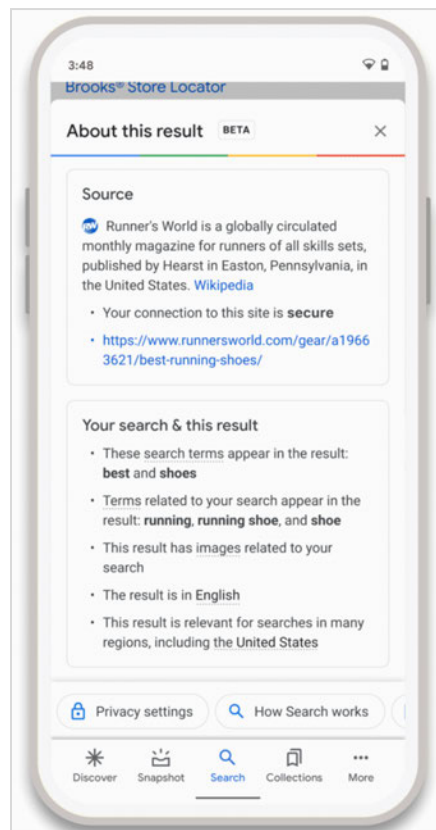 3:48
Brooks® Store Locator
About this result BETA
Source
RW Runner's World is a globally circulated
monthly magazine for runners of all skills sets,
published by Hearst in Easton, Pennsylvania, in
the United States. Wikipedia
• Your connection to this site is secure
• https://www.runnersworld.com/gear/a1966
3621/best-running-shoes/
Your search & this result
• These search terms appear in the result:
best and shoes
• Terms related to your search appear in the
result: running, running shoe, and shoe
• This result has images related to your
search
• The result is in English
• This result is relevant for searches in many
regions, including the United States
Privacy settings How Search works
Discover Snapshot Search Collections More